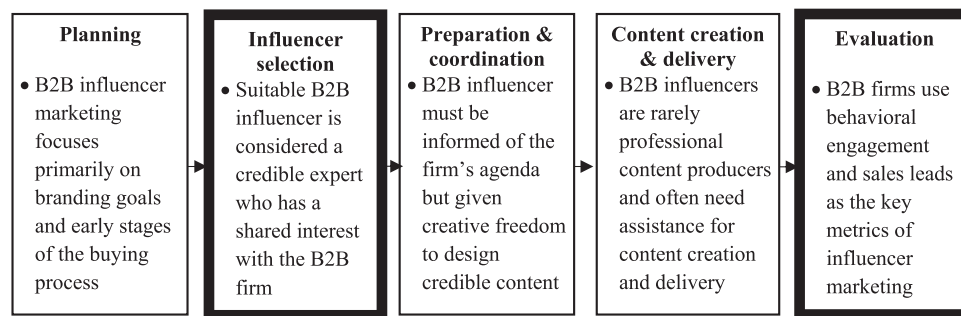 Planning
• B2B influencer
marketing
focuses
primarily on
branding goals
and early stages
of the buying
process
Influencer
selection
• Suitable B2B
influencer is
considered a
credible expert
who has a
shared interest
with the B2B
firm
Preparation &
coordination
• B2B influencer
must be
informed of the
firm's agenda
but given
creative freedom
to design
credible content
Content creation
& delivery
• B2B influencers
are rarely
professional
content producers
and often need
assistance for
content creation
and delivery
Evaluation
• B2B firms use
behavioral
engagement
and sales leads
as the key
metrics of
influencer
marketing